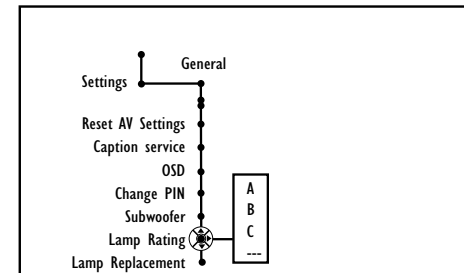 General
Settings
Reset AV Settings
Caption service
OSD
Change PIN
Subwoofer
Lamp Rating
Lamp Replacement
A
B
C
---